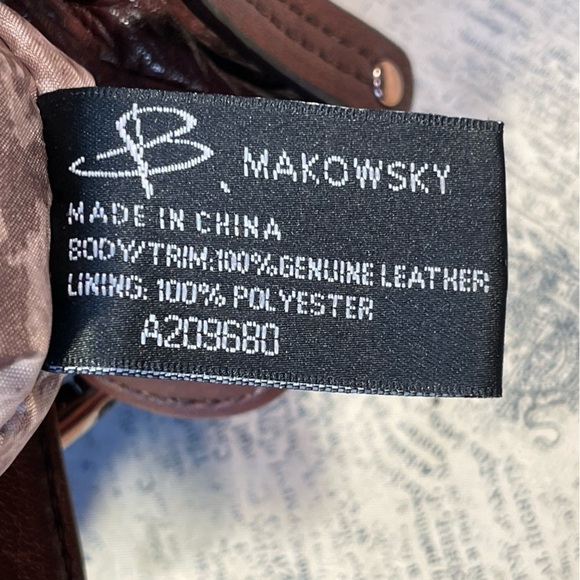 B. MAKOWSKY
MADE IN CHINA
BODY/TRIM:100%GENUINE LEATHER
LINING: 100% POLYESTER
A209680